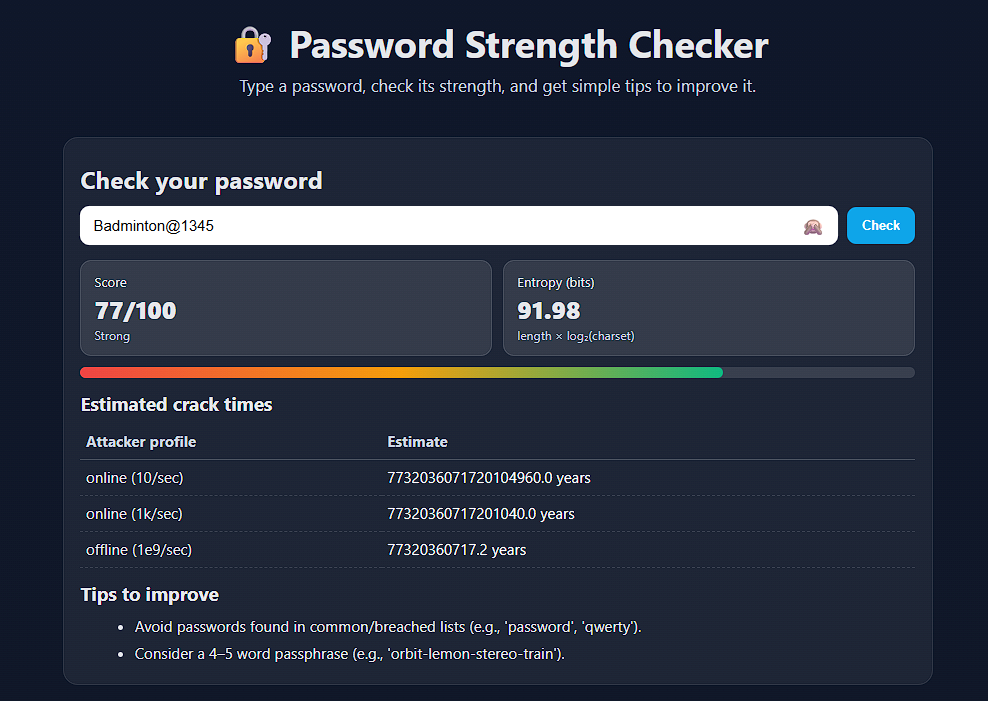 🔐 Password Strength Checker
Type a password, check its strength, and get simple tips to improve it.
Check your password
Badminton@1345
Check
Score
77/100
Strong
Entropy (bits)
91.98
length × log₂(charset)
Estimated crack times
Attacker profile Estimate
online (10/sec) 7732036071720104960.0 years
online (1k/sec) 77320360717201040.0 years
offline (1e9/sec) 77320360717.2 years
Tips to improve
• Avoid passwords found in common/breached lists (e.g., 'password', 'qwerty').
• Consider a 4–5 word passphrase (e.g., 'orbit-lemon-stereo-train').